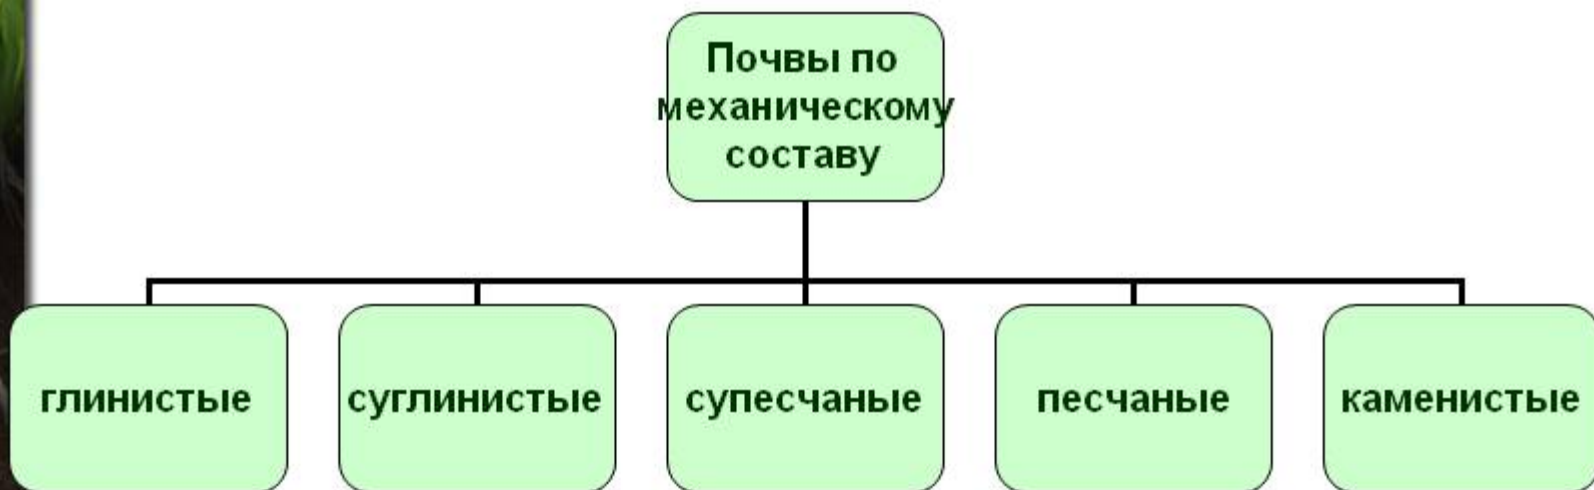 Почвы по
механическому
составу
глинистые
суглинистые
супесчаные
песчаные
каменистые